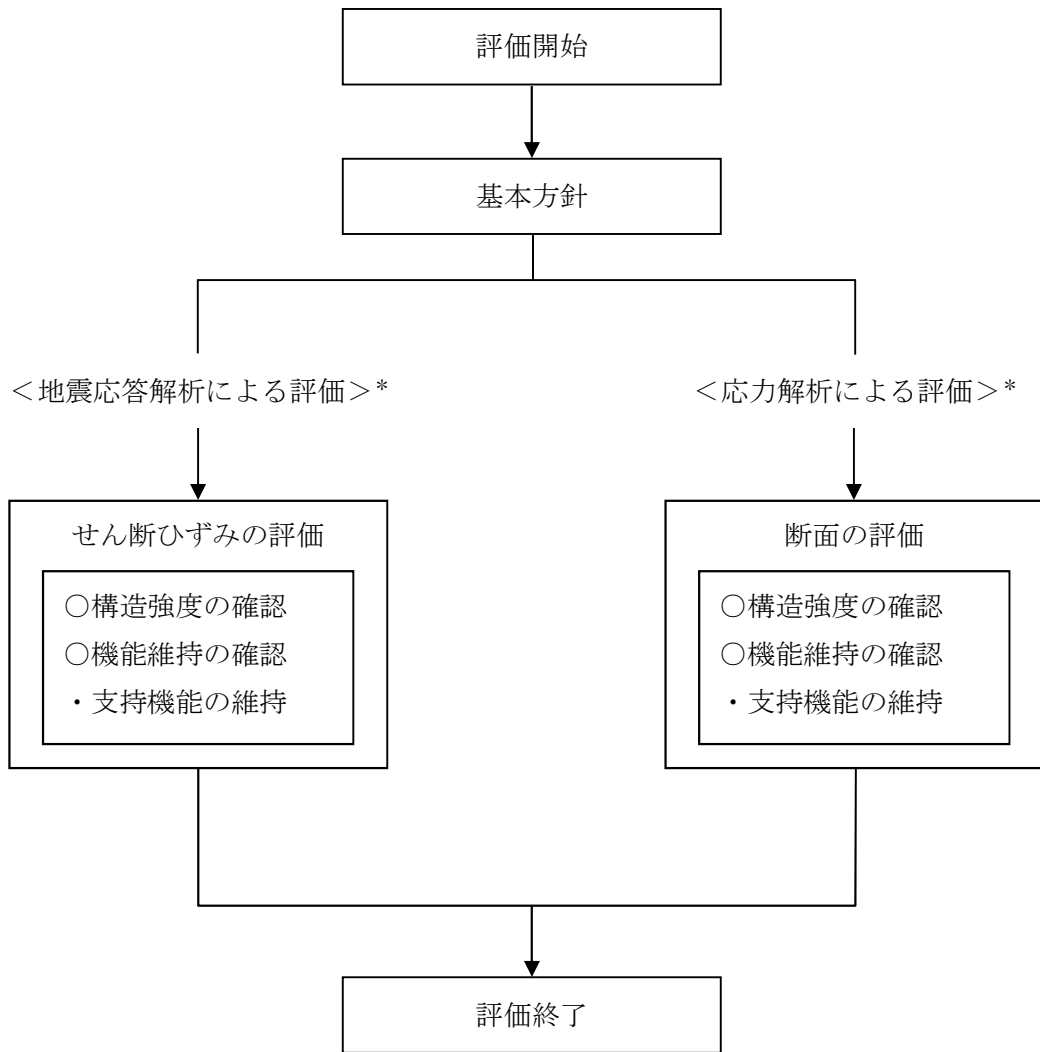 評価開始
基本方針
＜地震応答解析による評価＞*
＜応力解析による評価＞*
せん断ひずみの評価
○構造強度の確認
○機能維持の確認
・支持機能の維持
断面の評価
○構造強度の確認
○機能維持の確認
・支持機能の維持
評価終了